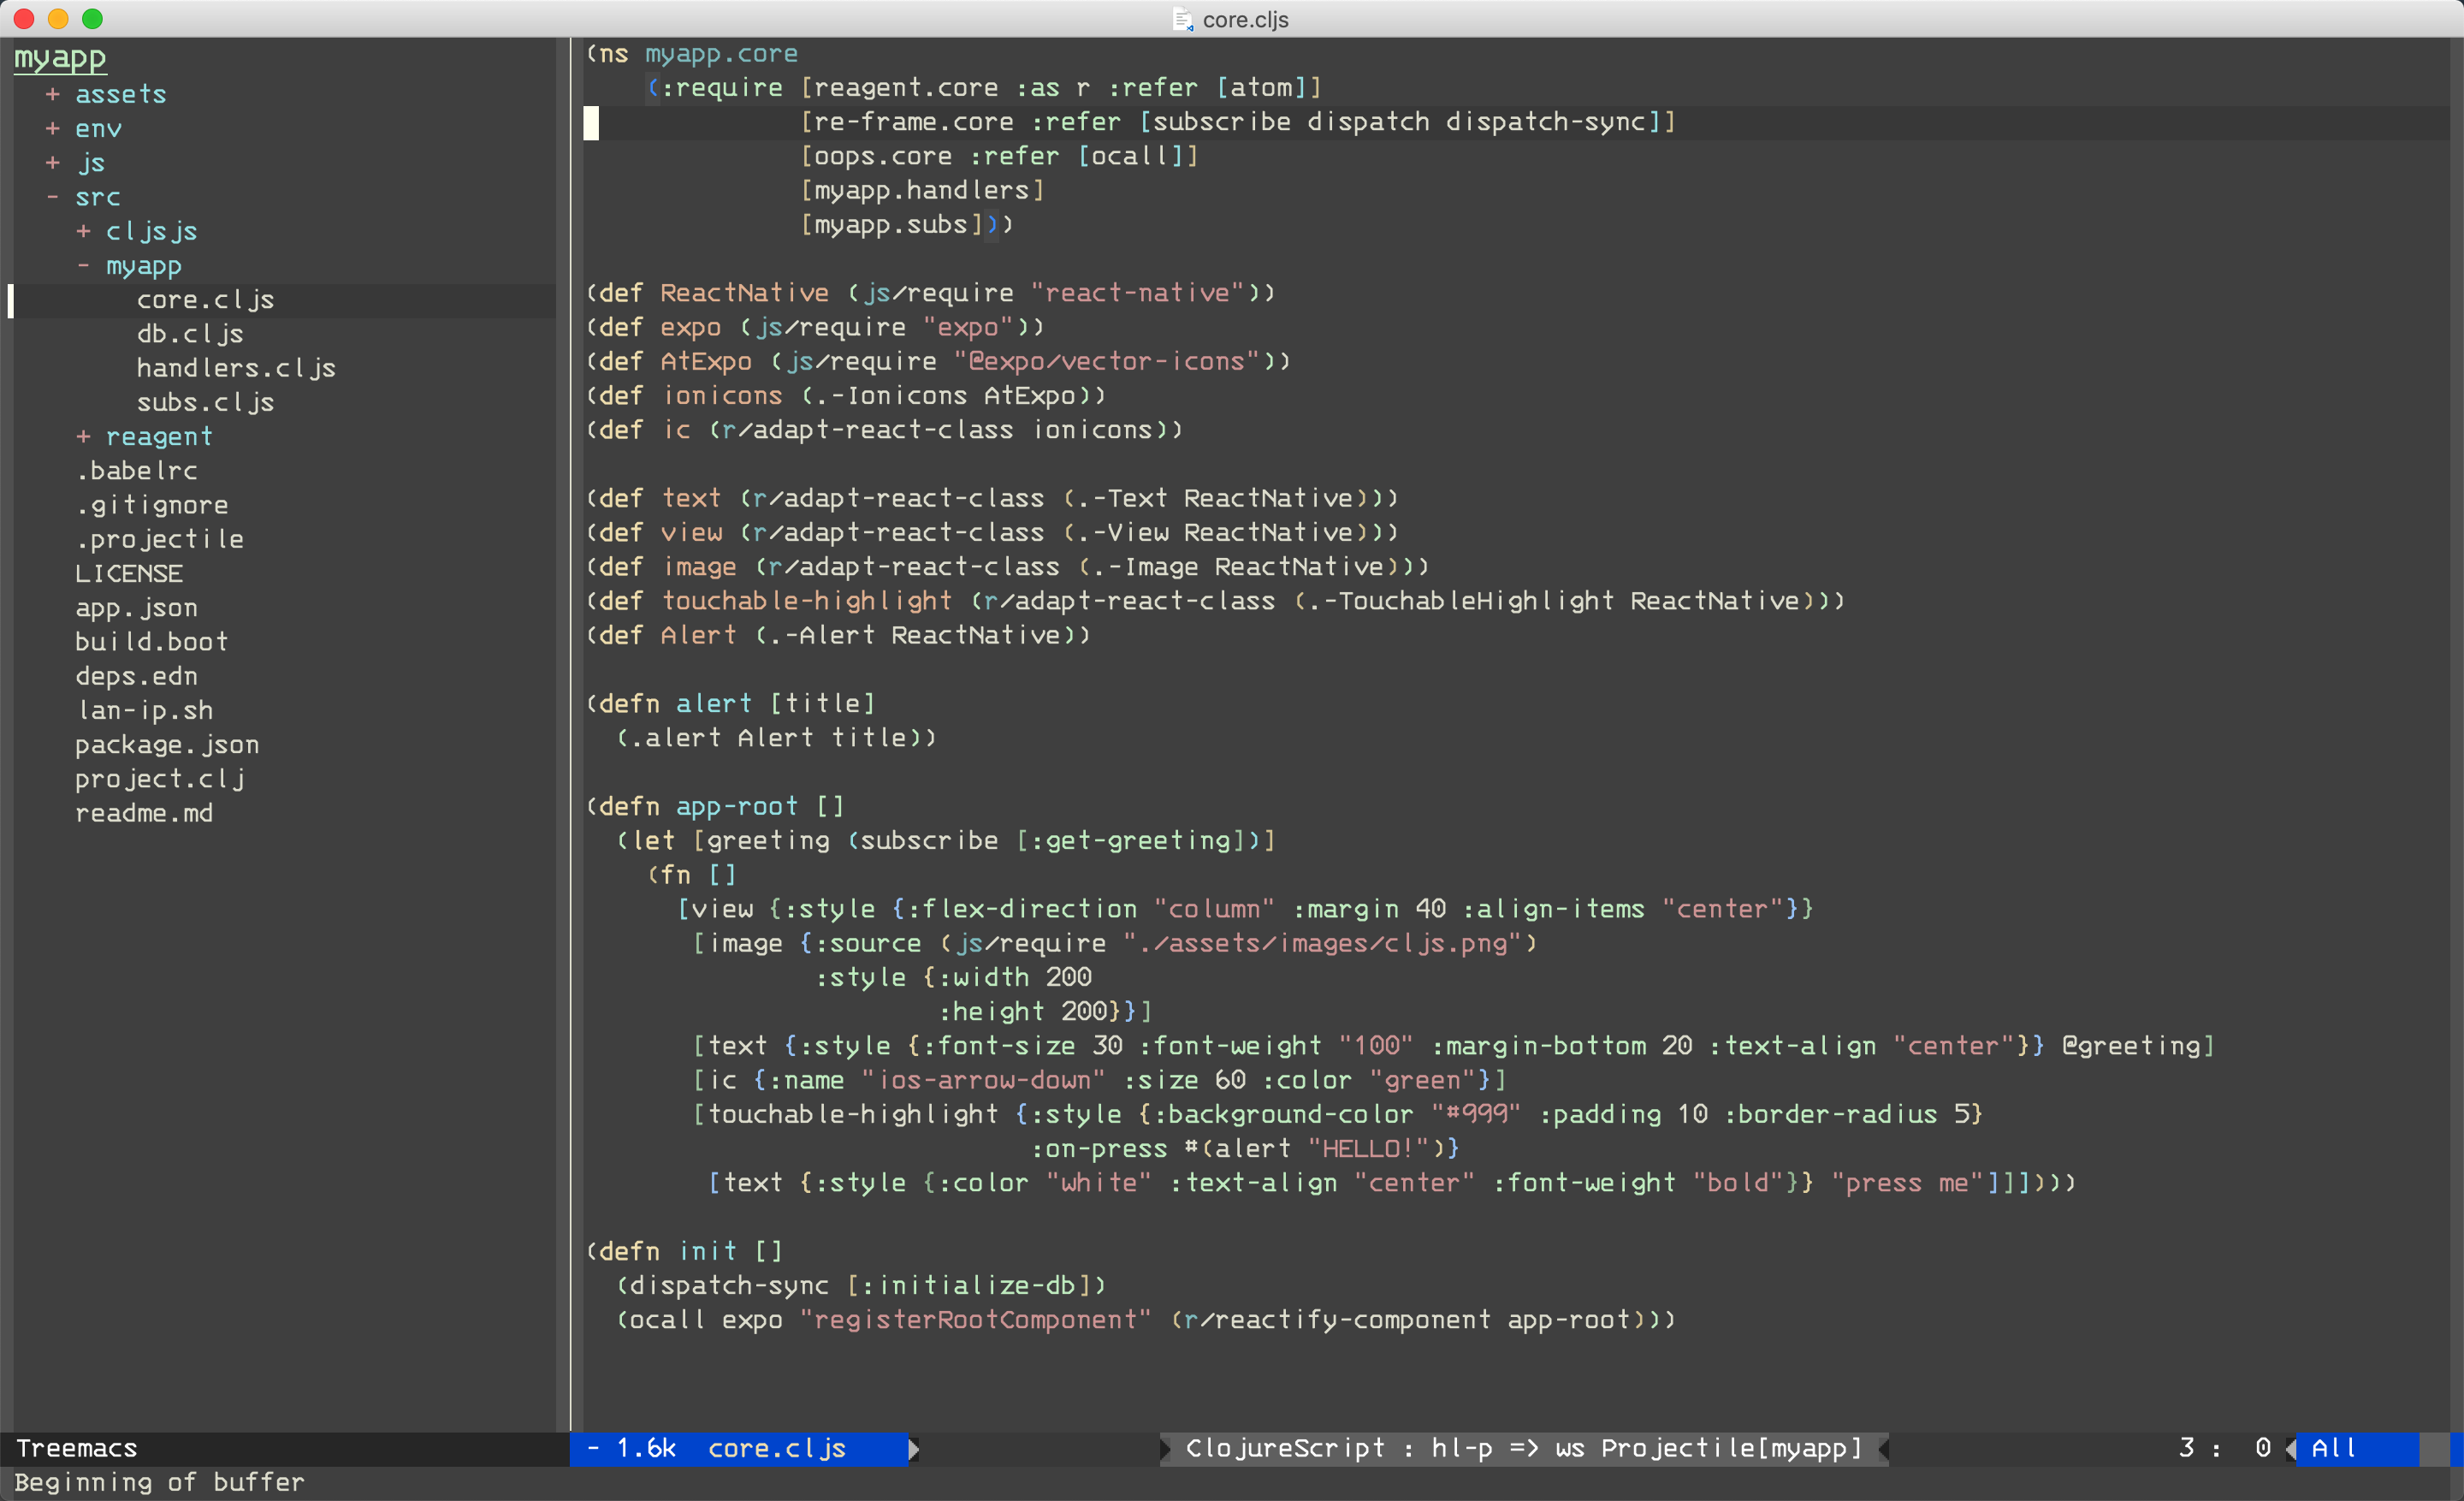 core.cljs
myapp
+ assets
+ env
+ js
- src
+ cljsjs
- myapp
core.cljs
db.cljs
handlers.cljs
subs.cljs
+ reagent
.babelrc
.gitignore
.projectile
LICENSE
app.json
build.boot
deps.edn
lan-ip.sh
package.json
project.clj
readme.md
(ns myapp.core
    (:require [reagent.core :as r :refer [atom]]
              [re-frame.core :refer [subscribe dispatch dispatch-sync]]
              [oops.core :refer [ocall]]
              [myapp.handlers]
              [myapp.subs]))
(def ReactNative (js/require "react-native"))
(def expo (js/require "expo"))
(def AtExpo (js/require "@expo/vector-icons"))
(def ionicons (.-Ionicons AtExpo))
(def ic (r/adapt-react-class ionicons))
(def text (r/adapt-react-class (.-Text ReactNative)))
(def view (r/adapt-react-class (.-View ReactNative)))
(def image (r/adapt-react-class (.-Image ReactNative)))
(def touchable-highlight (r/adapt-react-class (.-TouchableHighlight ReactNative)))
(def Alert (.-Alert ReactNative))
(defn alert [title]
  (.alert Alert title))
(defn app-root []
  (let [greeting (subscribe [:get-greeting])]
    (fn []
      [view {:style {:flex-direction "column" :margin 40 :align-items "center"}}
       [image {:source (js/require "./assets/images/cljs.png")
               :style {:width 200
                       :height 200}}]
       [text {:style {:font-size 30 :font-weight "100" :margin-bottom 20 :text-align "center"}} @greeting]
       [ic {:name "ios-arrow-down" :size 60 :color "green"}]
       [touchable-highlight {:style {:background-color "#999" :padding 10 :border-radius 5}
                             :on-press #(alert "HELLO!")}
        [text {:style {:color "white" :text-align "center" :font-weight "bold"}} "press me"]]])))
(defn init []
  (dispatch-sync [:initialize-db])
  (ocall expo "registerRootComponent" (r/reactify-component app-root)))
Treemacs
- 1.6k core.cljs
ClojureScript : hl-p => ws Projectile[myapp]
3 : 0
All
Beginning of buffer